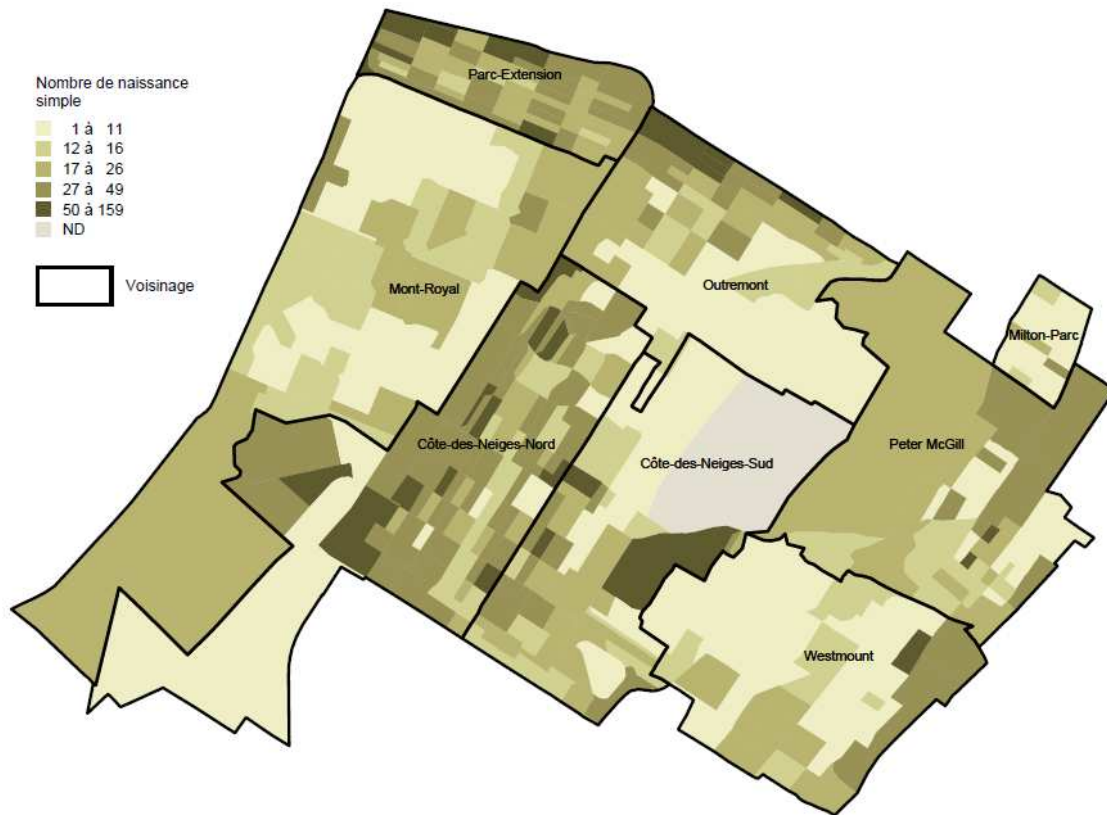 Nombre de naissance
simple
1 à 11
12 à 16
17 à 26
27 à 49
50 à 159
ND
Voisinage
Parc-Extension
Mont-Royal
Outremont
Milton-Parc
Côte-des-Neiges-Nord
Côte-des-Neiges-Sud
Peter McGill
Westmount